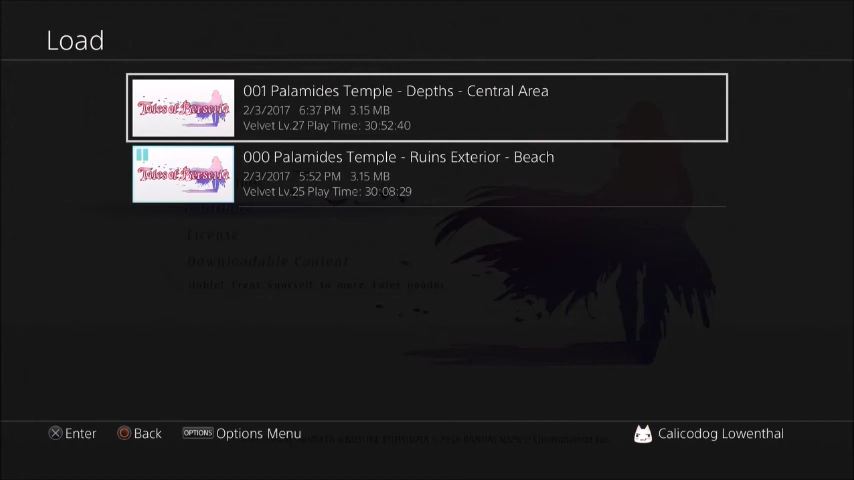 Load
Tales of Berseria
001 Palamides Temple - Depths - Central Area
2/3/2017 6:37 PM 3.15 MB
Velvet Lv.27 Play Time: 30:52:40
Tales of Berseria
000 Palamides Temple - Ruins Exterior - Beach
2/3/2017 5:52 PM 3.15 MB
Velvet Lv.25 Play Time: 30:08:29
License
Downloadable Content
Enter
Back
OPTIONS Options Menu
Calicodog Lowenthal